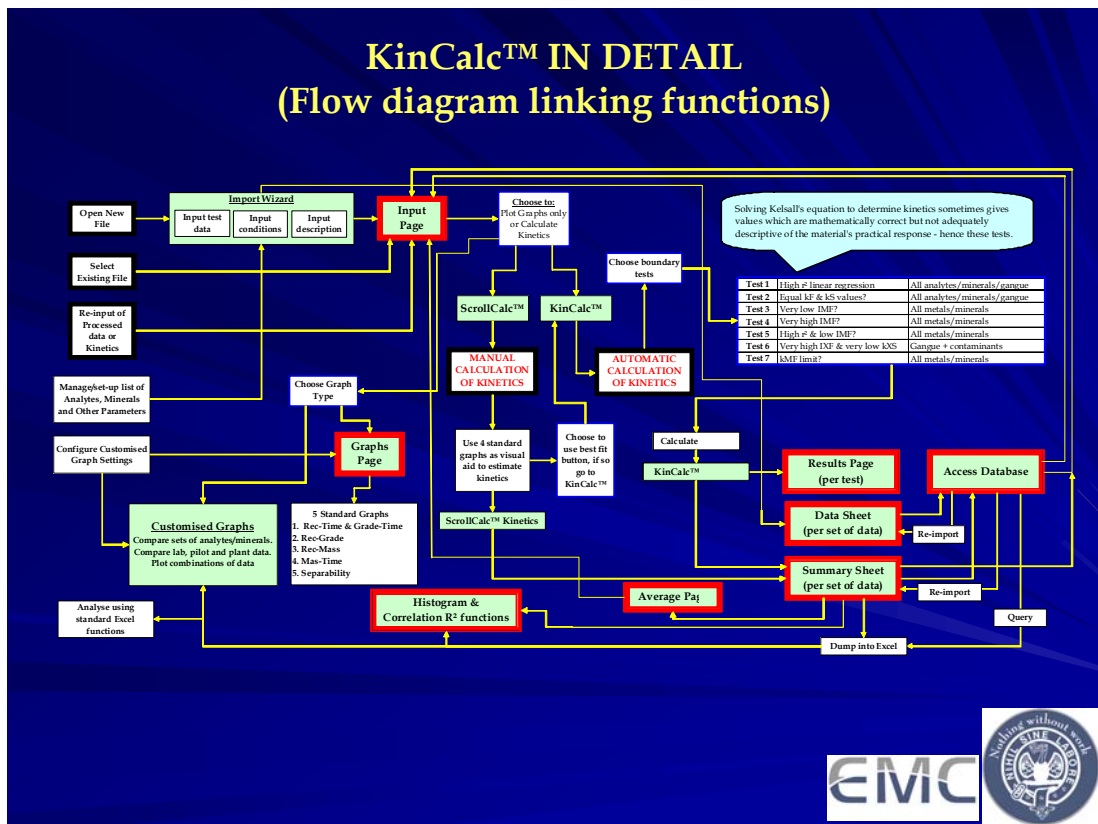 KinCalc™ IN DETAIL
(Flow diagram linking functions)
Open New
File
Import Wizard
Input test
data
Input
conditions
Input
description
Input
Page
Choose to:
Plot Graphs only
or Calculate
Kinetics
Solving Kelsall's equation to determine kinetics sometimes gives
values which are mathematically correct but not adequately
descriptive of the material's practical response - hence these tests.
Select
Existing File
Choose boundary
tests
Re-input of
Processed
data or
Kinetics
ScrollCalc™
KinCalc™
Test 1 High r² linear regression All analytes/minerals/gangue
Test 2 Equal kF & kS values? All analytes/minerals/gangue
Test 3 Very low IMF? All metals/minerals
Test 4 Very high IMF? All metals/minerals
Test 5 High r² & low IMF? All metals/minerals
Test 6 Very high IXF & very low kXS Gangue + contaminants
Test 7 kMF limit? All metals/minerals
MANUAL
CALCULATION
OF KINETICS
AUTOMATIC
CALCULATION
OF KINETICS
Manage/set-up list of
Analytes, Minerals
and Other Parameters
Choose Graph
Type
Configure Customised
Graph Settings
Graphs
Page
Use 4 standard
graphs as visual
aid to estimate
kinetics
Choose to
use best fit
button, if so
go to
KinCalc™
Calculate
KinCalc™
Results Page
(per test)
Access Database
Customised Graphs
Compare sets of analytes/minerals.
Compare lab, pilot and plant data.
Plot combinations of data
5 Standard Graphs
1. Rec-Time & Grade-Time
2. Rec-Grade
3. Rec-Mass
4. Mas-Time
5. Separability
ScrollCalc™ Kinetics
Data Sheet
(per set of data)
Re-import
Summary Sheet
(per set of data)
Re-import
Analyse using
standard Excel
functions
Histogram &
Correlation R² functions
Average Pag
Query
Dump into Excel
EMC
Nothing without work
NIHIL SINE LABORE